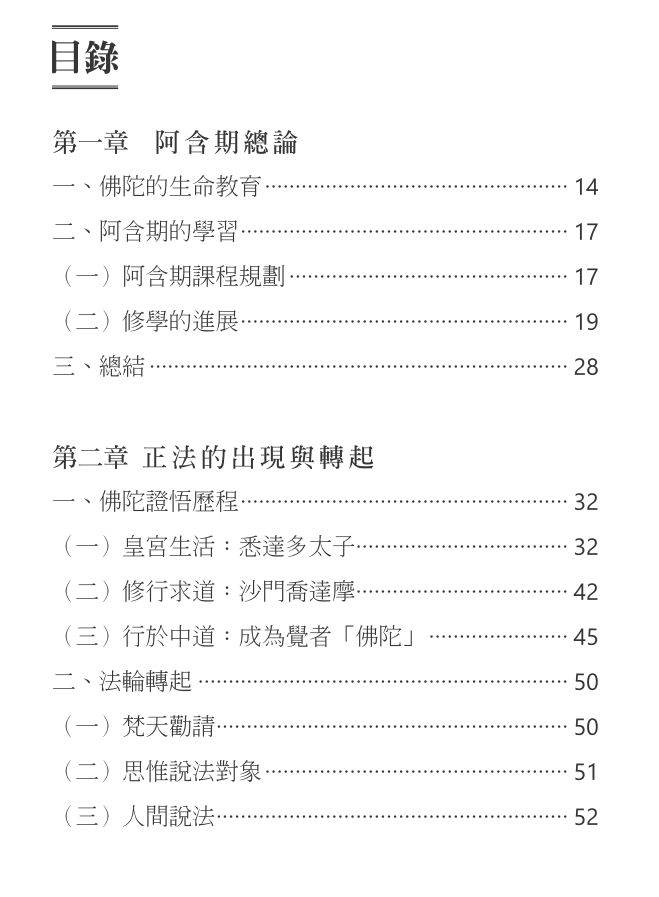 目錄
第一章 阿含期總論
一、佛陀的生命教育 14
二、阿含期的學習 17
（一）阿含期課程規劃 17
（二）修學的進展 19
三、總結 28
第二章 正法的出現與轉起
一、佛陀證悟歷程 32
（一）皇宮生活：悉達多太子 32
（二）修行求道：沙門喬達摩 42
（三）行於中道：成為覺者「佛陀」 45
二、法輪轉起 50
（一）梵天勸請 50
（二）思惟說法對象 51
（三）人間說法 52